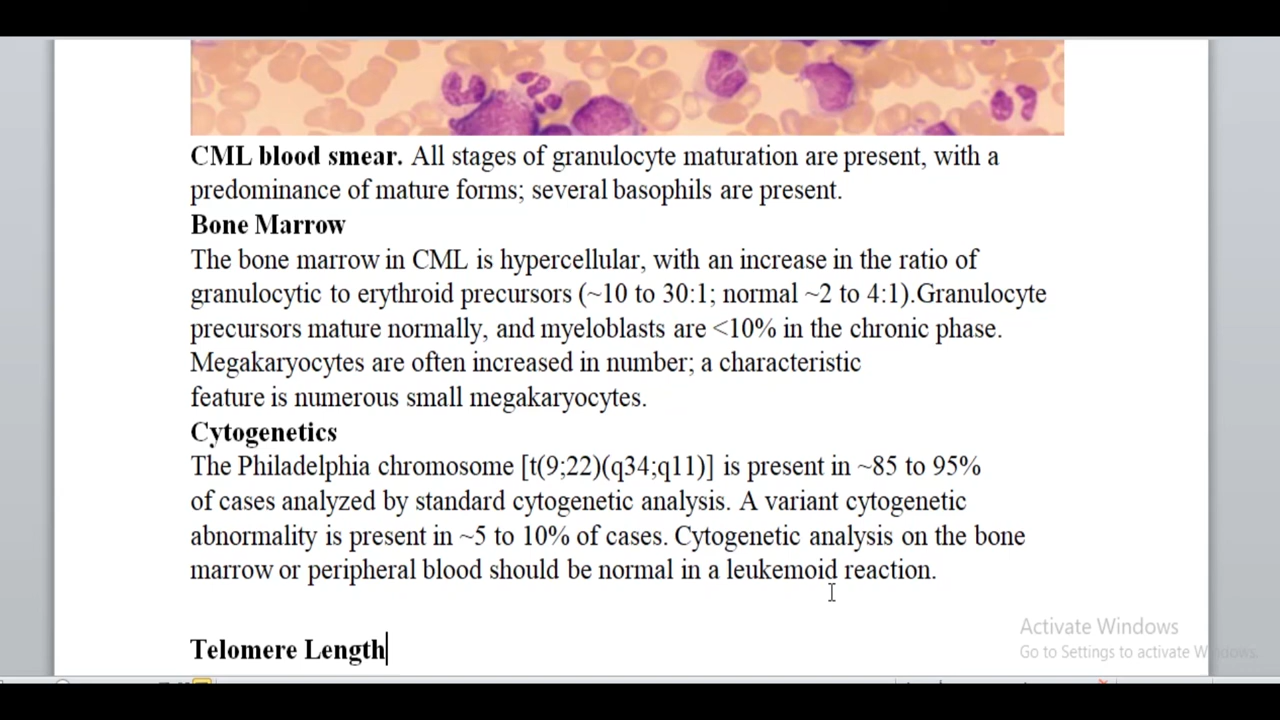 CML blood smear. All stages of granulocyte maturation are present, with a
predominance of mature forms; several basophils are present.
Bone Marrow
The bone marrow in CML is hypercellular, with an increase in the ratio of
granulocytic to erythroid precursors (~10 to 30:1; normal ~2 to 4:1).Granulocyte
precursors mature normally, and myeloblasts are <10% in the chronic phase.
Megakaryocytes are often increased in number; a characteristic
feature is numerous small megakaryocytes.
Cytogenetics
The Philadelphia chromosome [t(9;22)(q34;q11)] is present in ~85 to 95%
of cases analyzed by standard cytogenetic analysis. A variant cytogenetic
abnormality is present in ~5 to 10% of cases. Cytogenetic analysis on the bone
marrow or peripheral blood should be normal in a leukemoid reaction.
Telomere Length
Activate Windows
Go to Settings to activate Windows.